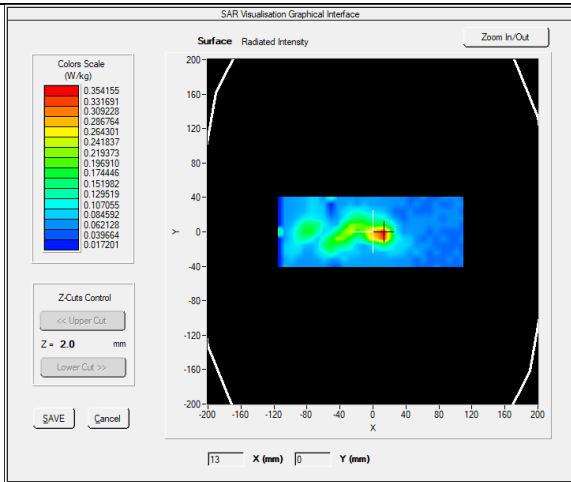 SAR Visualisation Graphical Interface
Surface Radiated Intensity
Zoom In/Out
Colors Scale
(W/kg)
0.354155
0.331691
0.309228
0.286764
0.264301
0.241837
0.219373
0.196910
0.174446
0.151982
0.129519
0.107055
0.084592
0.062128
0.039664
0.017201
Z-Cuts Control
<< Upper Cut
Z = 2.0 mm
Lower Cut >>
SAVE Cancel
200
160
120
80
40
Y 0
-40
-80
-120
-160
-200
-200 -160 -120 -80 -40 0 40 80 120 160 200
X
13 X (mm) 0 Y (mm)